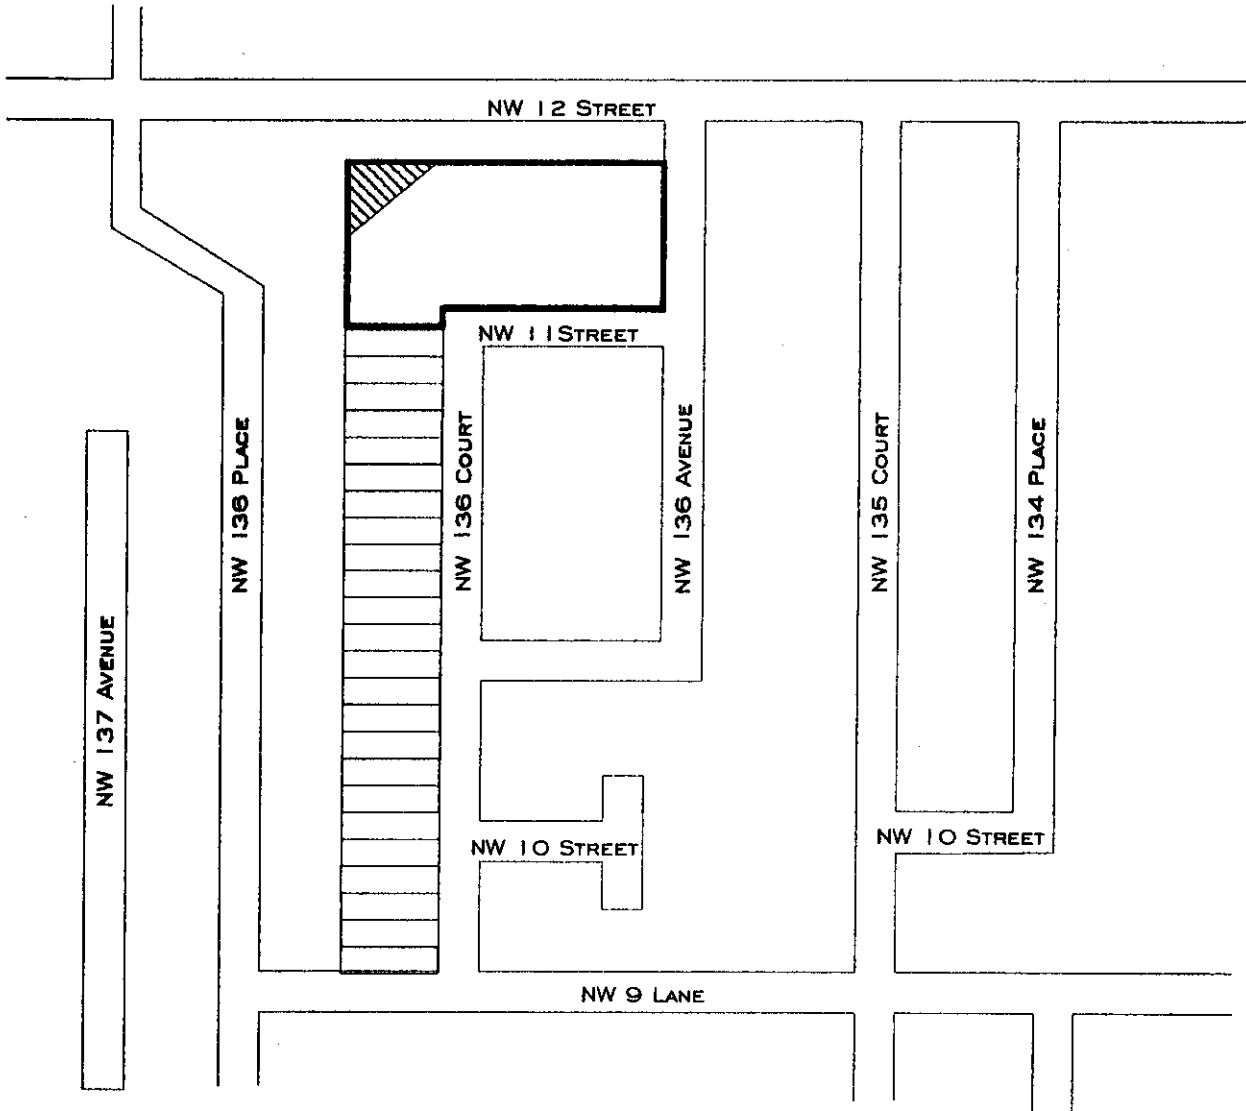 NW 12 STREET
NW 11 STREET
NW 136 PLACE
NW 136 COURT
NW 136 AVENUE
NW 135 COURT
NW 134 PLACE
NW 137 AVENUE
NW 10 STREET
NW 10 STREET
NW 9 LANE